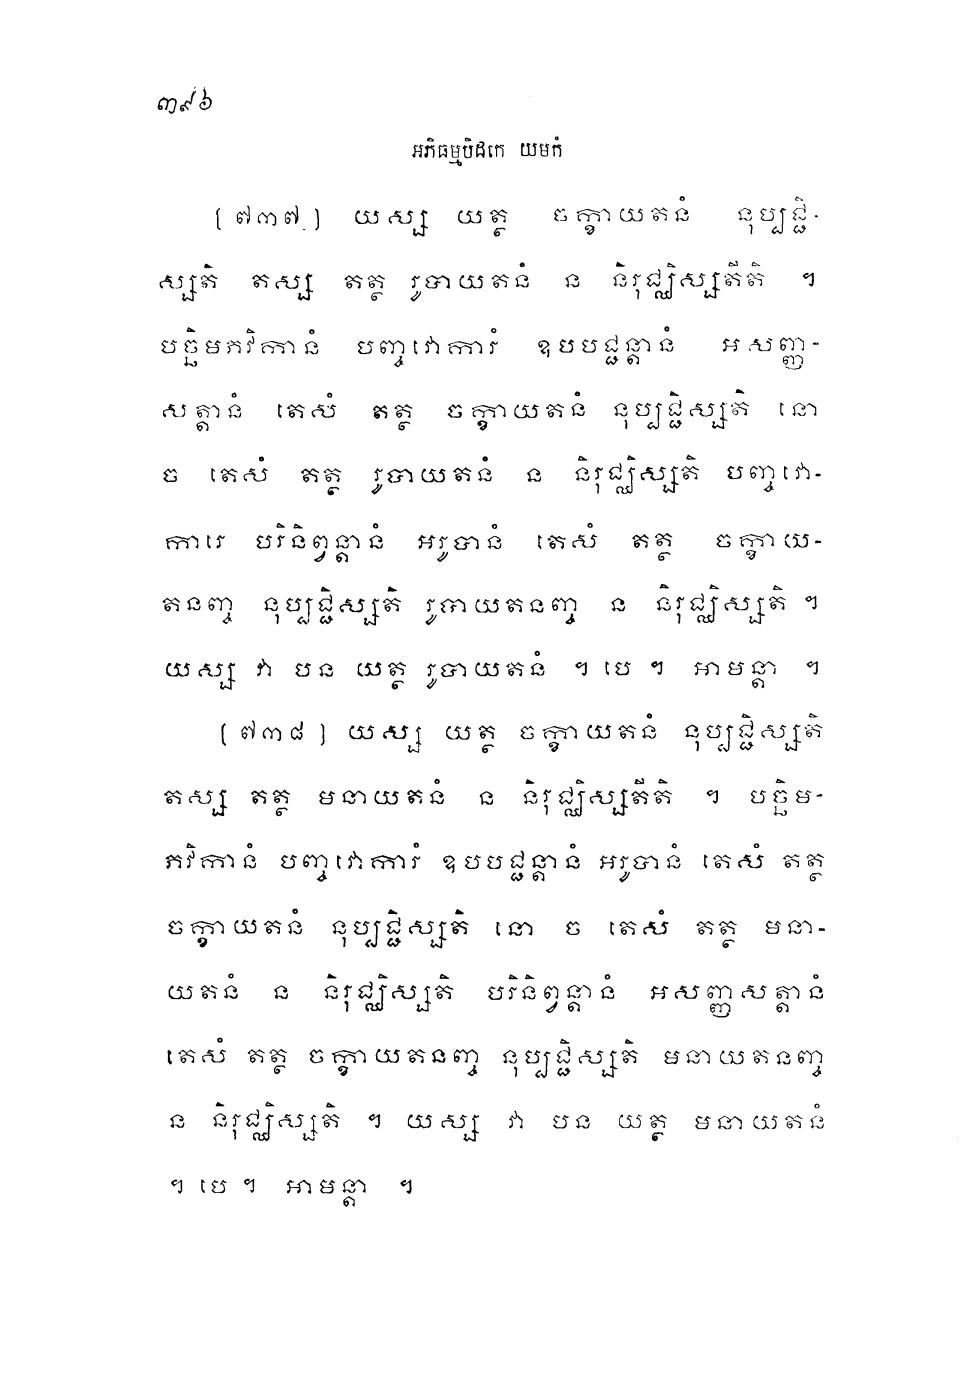 ៣៩៦
អភិធម្មបិដកេ យមកំ
(៧៣៧) យស្ស យត្ថ ចក្ខាយតនំ នុប្បជ្ជិ-
ស្សតិ តស្ស តត្ថ រូបាយតនំ ន និរុជ្ឈិស្សតីតិ ។
បច្ឆិមភវិកានំ បញ្ចវោការំ ឧបបជ្ជន្តានំ អសញ្ញ-
សត្តានំ តេសំ តត្ថ ចក្ខាយតនំ នុប្បជ្ជិស្សតិ នោ
ច តេសំ តត្ថ រូបាយតនំ ន និរុជ្ឈិស្សតិ បញ្ចវោ-
ការេ បរិនិព្វន្តានំ អរូបានំ តេសំ តត្ថ ចក្ខាយ-
តនញ្ច នុប្បជ្ជិស្សតិ រូបាយតនញ្ច ន និរុជ្ឈិស្សតិ ។
យស្ស វា បន យត្ថ រូបាយតនំ ។ បេ ។ អាមន្តា ។
(៧៣៨) យស្ស យត្ថ ចក្ខាយតនំ នុប្បជ្ជិស្សតិ
តស្ស តត្ថ មនាយតនំ ន និរុជ្ឈិស្សតីតិ ។ បច្ឆិម-
ភវិកានំ បញ្ចវោការំ ឧបបជ្ជន្តានំ អរូបានំ តេសំ តត្ថ
ចក្ខាយតនំ នុប្បជ្ជិស្សតិ នោ ច តេសំ តត្ថ មនា-
យតនំ ន និរុជ្ឈិស្សតិ បរិនិព្វន្តានំ អសញ្ញសត្តានំ
តេសំ តត្ថ ចក្ខាយតនញ្ច នុប្បជ្ជិស្សតិ មនាយតនញ្ច
ន និរុជ្ឈិស្សតិ ។ យស្ស វា បន យត្ថ មនាយតនំ
។ បេ ។ អាមន្តា ។